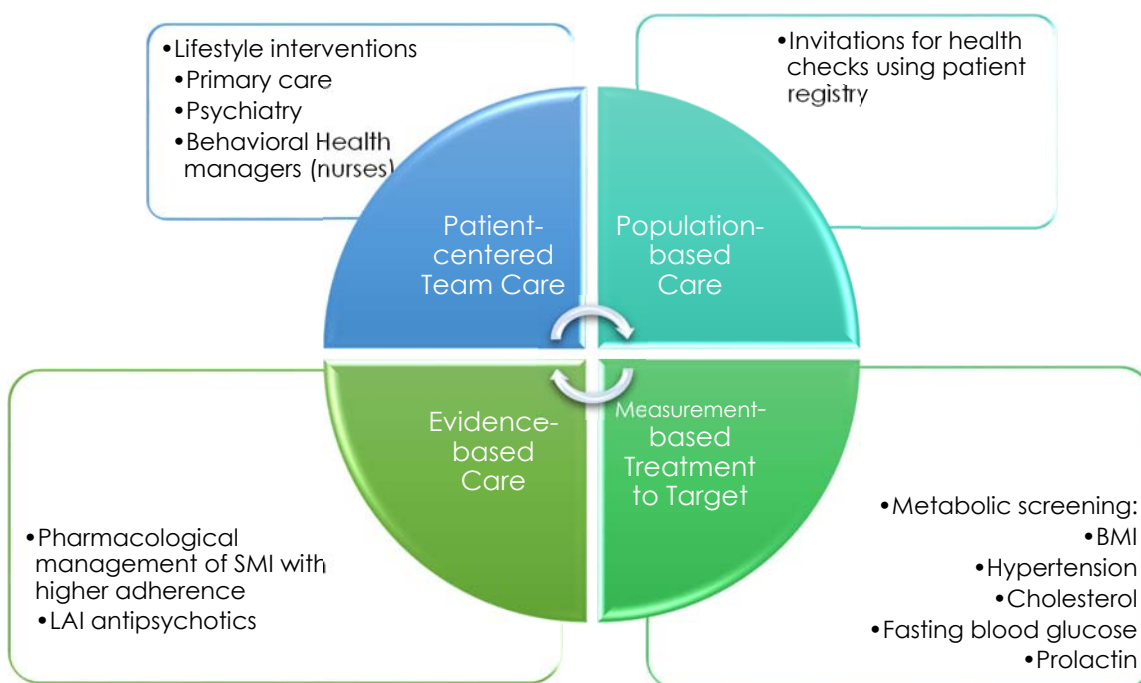 •Lifestyle interventions
•Primary care
•Psychiatry
•Behavioral Health
managers (nurses)
•Invitations for health
checks using patient
registry
Patient-
centered
Team Care
Population-
based
Care
Evidence-
based
Care
Measurement-
based
Treatment
to Target
•Pharmacological
management of SMI with
higher adherence
•LAI antipsychotics
•Metabolic screening:
•BMI
•Hypertension
•Cholesterol
•Fasting blood glucose
•Prolactin